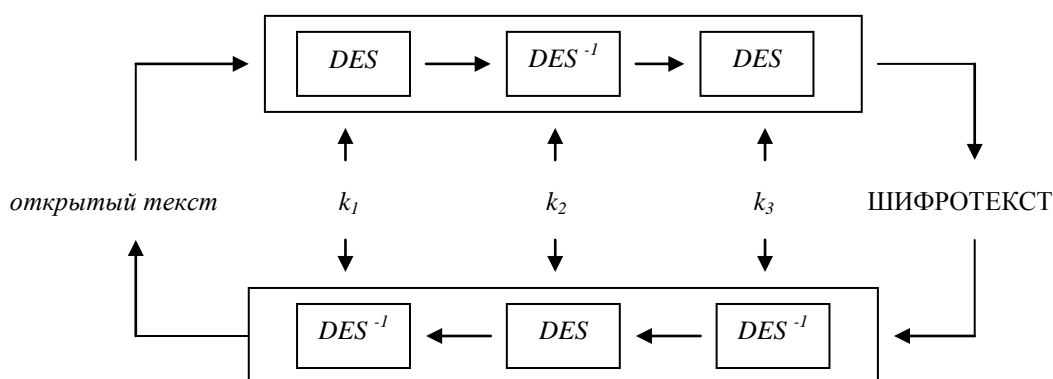 DES DES -1 DES
открытый текст k1 k2 k3 ШИФРОТЕКСТ
DES -1 DES DES -1